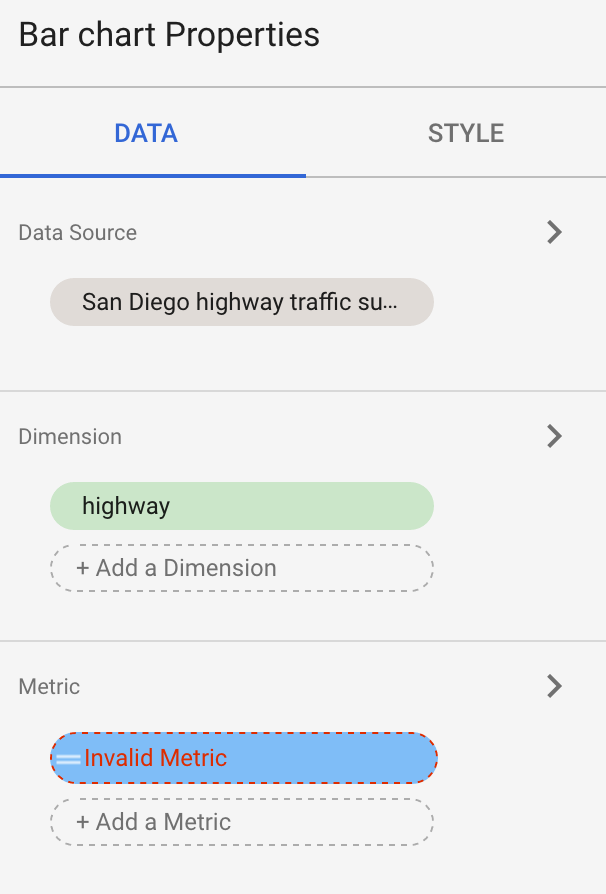 Bar chart Properties
DATA
STYLE
Data Source
San Diego highway traffic su...
Dimension
highway
+ Add a Dimension
Metric
Invalid Metric
+ Add a Metric